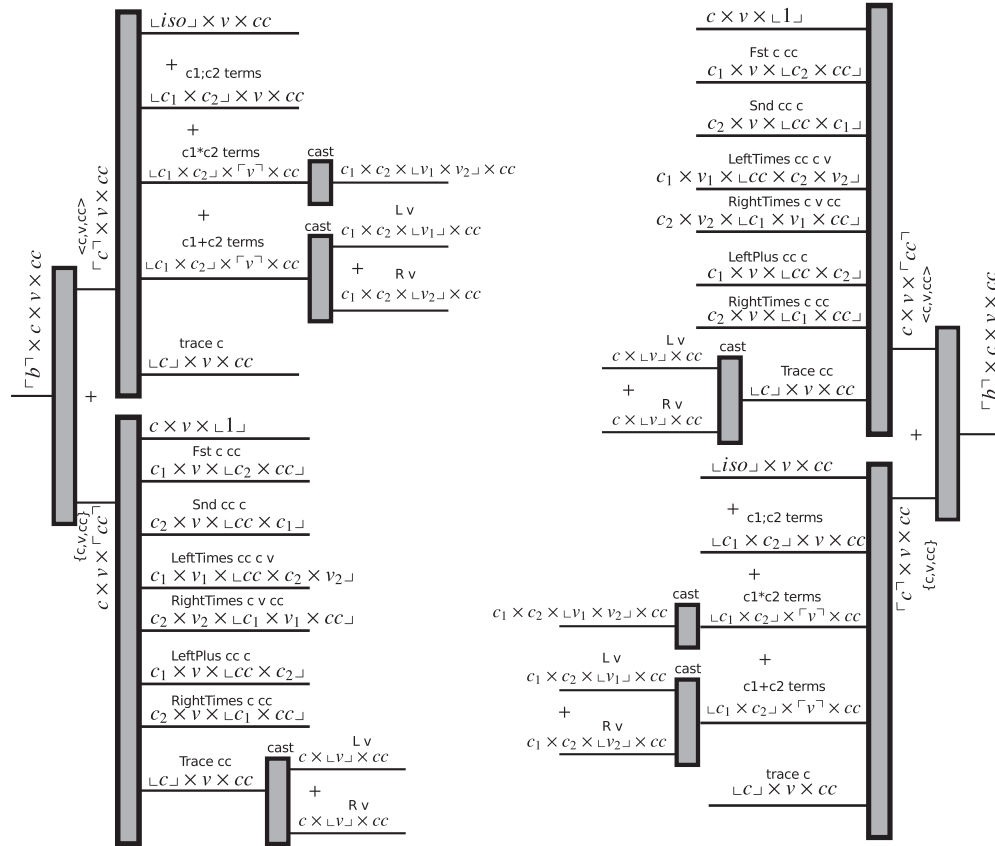 ⌞iso⌟ × v × cc
+
c1;c2 terms
⌞c₁ × c₂⌟ × v × cc
+
c1*c2 terms
⌞c₁ × c₂⌟ × ⌜v⌝ × cc
cast
c₁ × c₂ × ⌞v₁ × v₂⌟ × cc
+
c1+c2 terms
⌞c₁ × c₂⌟ × ⌜v⌝ × cc
cast
L v
c₁ × c₂ × ⌞v₁⌟ × cc
+
R v
c₁ × c₂ × ⌞v₂⌟ × cc
trace c
⌞c⌟ × v × cc
<c,v,cc>
⌜c⌝ × v × cc
⌜b⌝ × c × v × cc
+
{c,v,cc}
c × v × ⌜cc⌝
c × v × ⌞1⌟
Fst c cc
c₁ × v × ⌞c₂ × cc⌟
Snd cc c
c₂ × v × ⌞cc × c₁⌟
LeftTimes cc c v
c₁ × v₁ × ⌞cc × c₂ × v₂⌟
RightTimes c v cc
c₂ × v₂ × ⌞c₁ × v₁ × cc⌟
LeftPlus cc c
c₁ × v × ⌞cc × c₂⌟
RightTimes c cc
c₂ × v × ⌞c₁ × cc⌟
Trace cc
⌞c⌟ × v × cc
cast
L v
c × ⌞v⌟ × cc
+
R v
c × ⌞v⌟ × cc
c × v × ⌞1⌟
Fst c cc
c₁ × v × ⌞c₂ × cc⌟
Snd cc c
c₂ × v × ⌞cc × c₁⌟
LeftTimes cc c v
c₁ × v₁ × ⌞cc × c₂ × v₂⌟
RightTimes c v cc
c₂ × v₂ × ⌞c₁ × v₁ × cc⌟
LeftPlus cc c
c₁ × v × ⌞cc × c₂⌟
RightTimes c cc
c₂ × v × ⌞c₁ × cc⌟
L v
c × ⌞v⌟ × cc
+
R v
c × ⌞v⌟ × cc
cast
Trace cc
⌞c⌟ × v × cc
c × v × ⌜cc⌝
<c,v,cc>
+
⌜b⌝ × c × v × cc
⌜c⌝ × v × cc
{c,v,cc}
⌞iso⌟ × v × cc
+
c1;c2 terms
⌞c₁ × c₂⌟ × v × cc
+
c1*c2 terms
⌞c₁ × c₂⌟ × ⌜v⌝ × cc
cast
c₁ × c₂ × ⌞v₁ × v₂⌟ × cc
+
c1+c2 terms
⌞c₁ × c₂⌟ × ⌜v⌝ × cc
cast
L v
c₁ × c₂ × ⌞v₁⌟ × cc
+
R v
c₁ × c₂ × ⌞v₂⌟ × cc
trace c
⌞c⌟ × v × cc